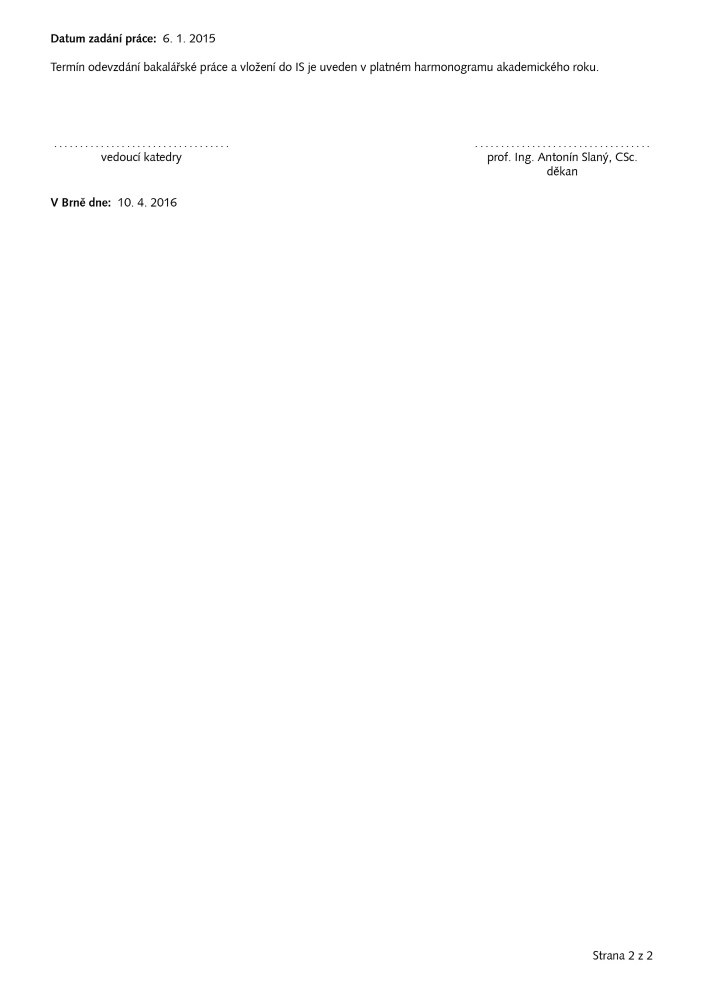 Datum zadání práce: 6. 1. 2015
Termín odevzdání bakalářské práce a vložení do IS je uveden v platném harmonogramu akademického roku.
. . . . . . . . . . . . . . . . . . . . . . . . . . . . . . . . . . . . . . . . . . . . . . . . . . . . . . . . . . . . . . . . . . . .
vedoucí katedry prof. Ing. Antonín Slaný, CSc.
děkan
V Brně dne: 10. 4. 2016
Strana 2 z 2